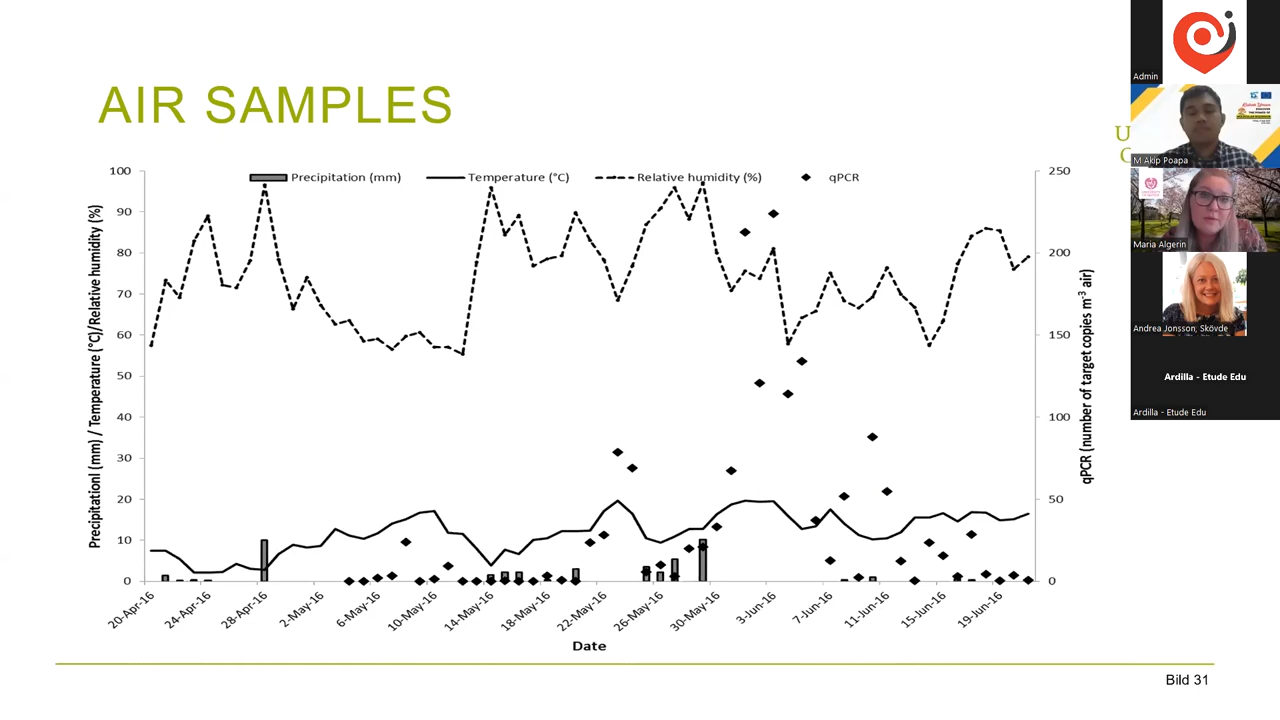 AIR SAMPLES
Precipitation (mm)
Temperature (°C)
Relative humidity (%)
qPCR
100
90
80
70
60
50
40
30
20
10
0
250
200
150
100
50
0
Precipitationl (mm) / Temperature (°C)/Relative humidity (%)
qPCR (number of target copies m⁻³ air)
20-Apr-16
24-Apr-16
28-Apr-16
2-May-16
6-May-16
10-May-16
14-May-16
18-May-16
22-May-16
26-May-16
30-May-16
3-Jun-16
7-Jun-16
11-Jun-16
15-Jun-16
19-Jun-16
Date
Bild 31
U
Admin
M Akip Poapa
Maria Algerin
Andrea Jonsson, Skövde
Ardilla - Etude Edu
Ardilla - Etude Edu